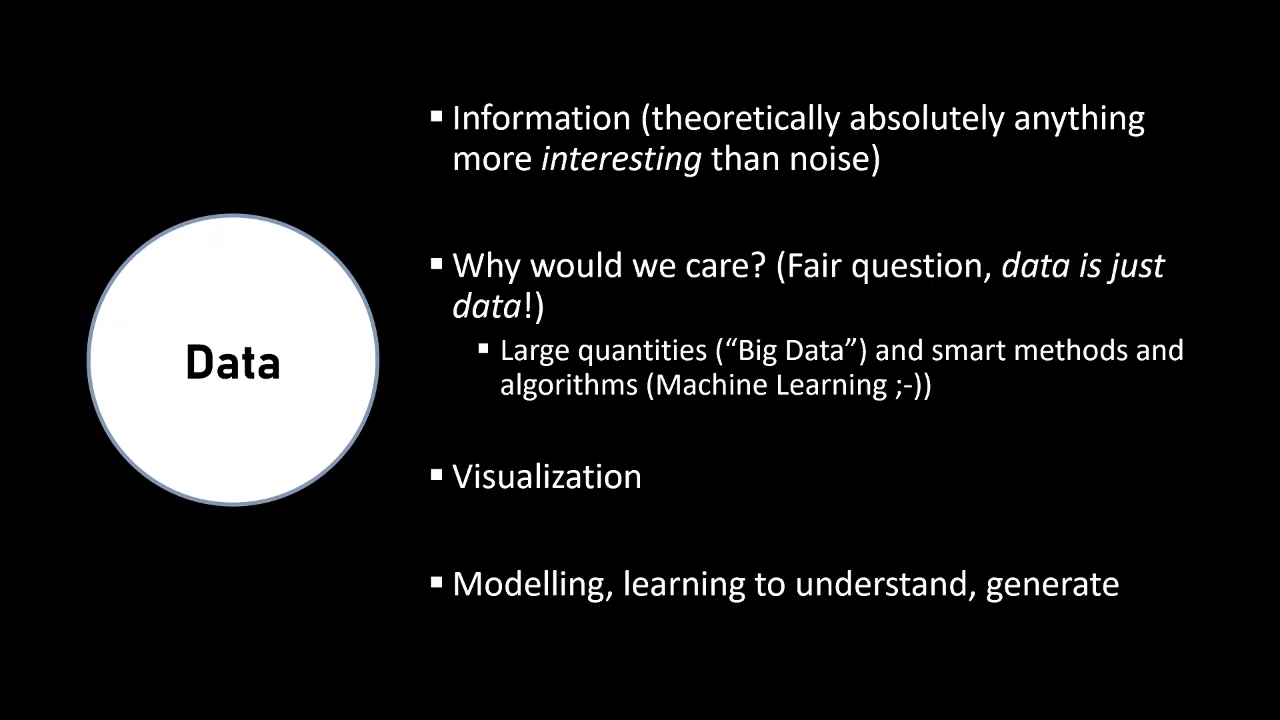 Data
▪ Information (theoretically absolutely anything
more interesting than noise)
▪ Why would we care? (Fair question, data is just
data!)
▪ Large quantities (“Big Data”) and smart methods and
algorithms (Machine Learning ;-))
▪ Visualization
▪ Modelling, learning to understand, generate